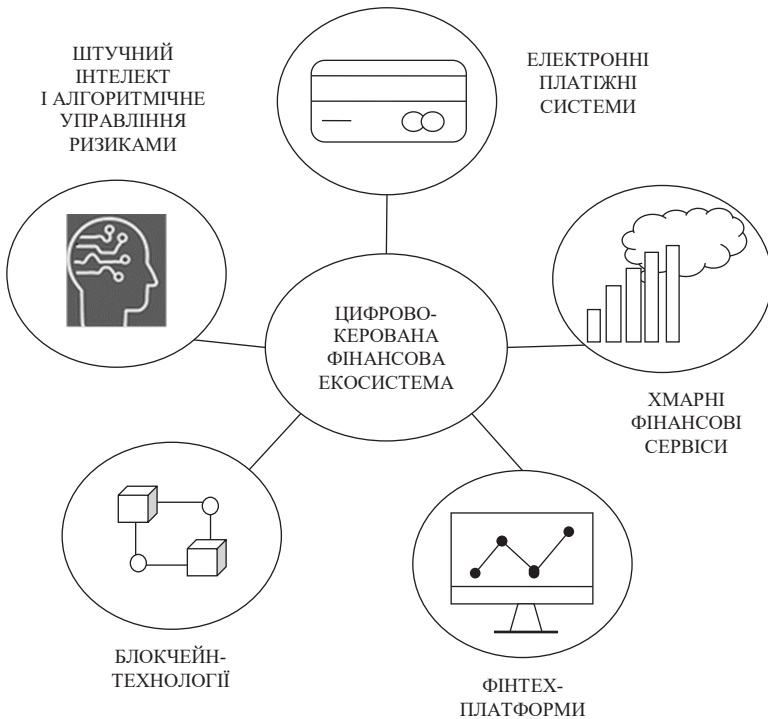 ШТУЧНИЙ
ІНТЕЛЕКТ
І АЛГОРИТМІЧНЕ
УПРАВЛІННЯ
РИЗИКАМИ
ЕЛЕКТРОННІ
ПЛАТІЖНІ
СИСТЕМИ
ЦИФРОВО-
КЕРОВАНА
ФІНАНСОВА
ЕКОСИСТЕМА
ХМАРНІ
ФІНАНСОВІ
СЕРВІСИ
БЛОКЧЕЙН-
ТЕХНОЛОГІЇ
ФІНТЕХ-
ПЛАТФОРМИ